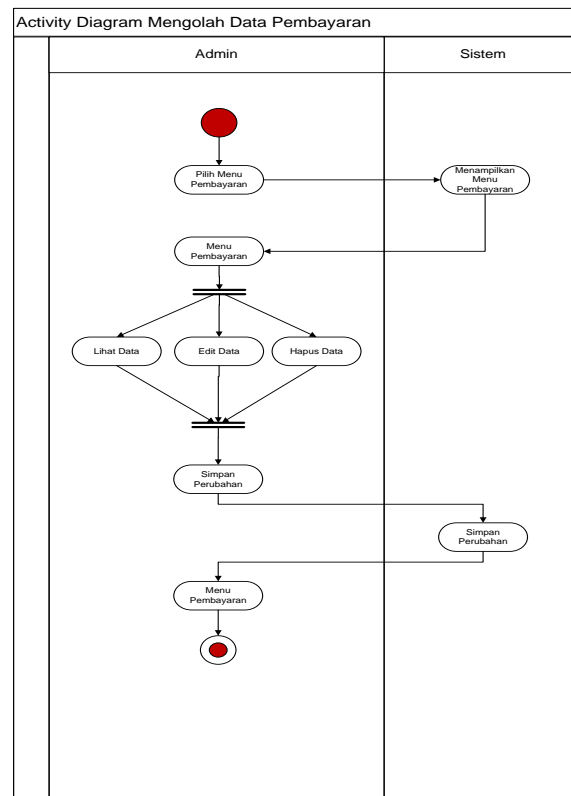 Activity Diagram Mengolah Data Pembayaran
Admin
Sistem
Pilih Menu
Pembayaran
Menampilkan
Menu
Pembayaran
Menu
Pembayaran
Lihat Data
Edit Data
Hapus Data
Simpan
Perubahan
Simpan
Perubahan
Menu
Pembayaran